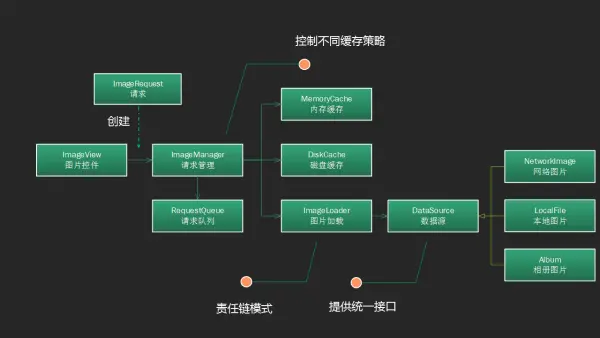 控制不同缓存策略
ImageRequest
请求
创建
MemoryCache
内存缓存
ImageView
图片控件
ImageManager
请求管理
DiskCache
磁盘缓存
NetworkImage
网络图片
RequestQueue
请求队列
ImageLoader
图片加载
DataSource
数据源
LocalFile
本地图片
Album
相册图片
责任链模式
提供统一接口